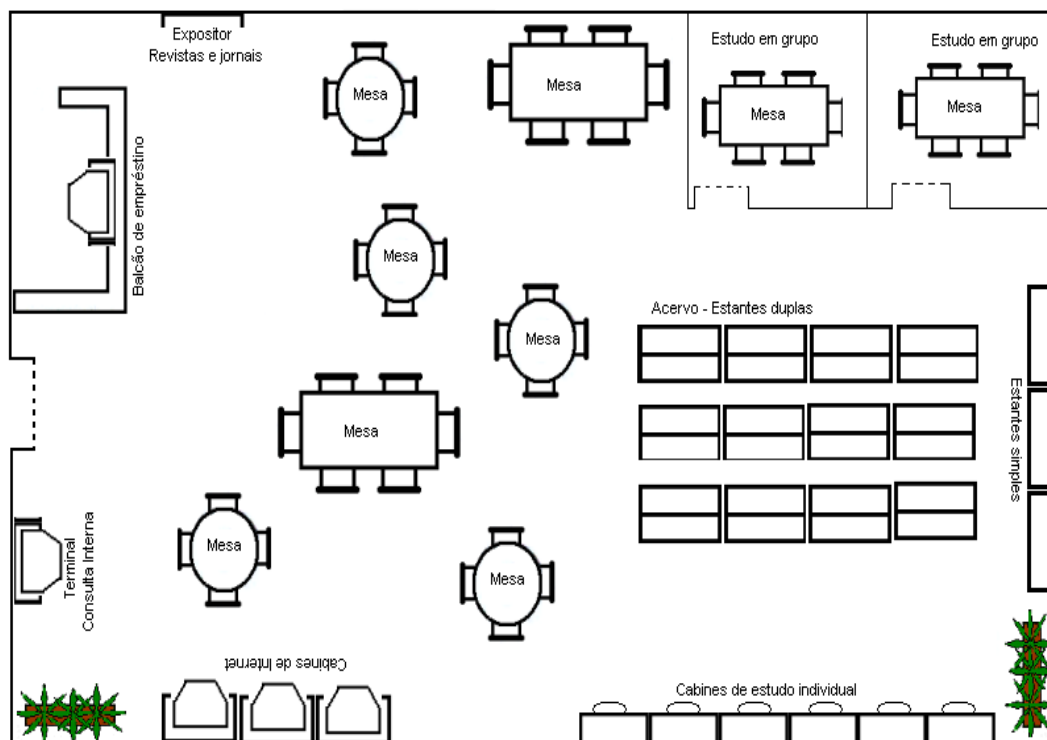 Expositor
Revistas e jornais
Mesa
Mesa
Estudo em grupo
Estudo em grupo
Mesa
Mesa
Balcão de empréstino
Mesa
Mesa
Acervo - Estantes duplas
Estantes simples
Mesa
Mesa
Mesa
Terminal
Consulta Interna
Cabines de Internet
Cabines de estudo individual